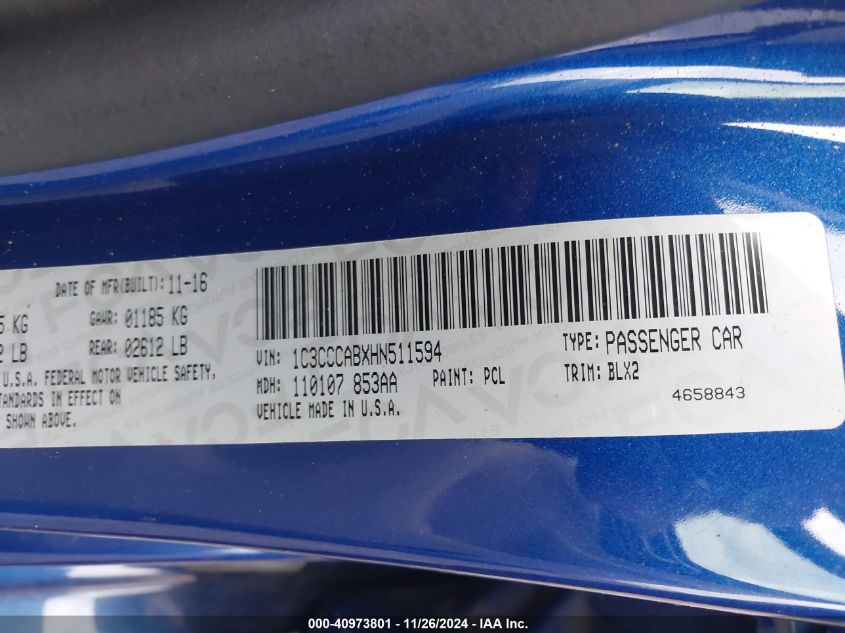 DATE OF MFR(BUILT): 11-16
5 KG GAWR: 01185 KG
LB REAR: 02612 LB
U.S.A. FEDERAL MOTOR VEHICLE SAFETY,
TANDARDS IN EFFECT ON
SHOWN ABOVE.
VIN: 1C3CCCABXHN511594 TYPE: PASSENGER CAR
MDH: 110107 853AA PAINT: PCL TRIM: BLX2
VEHICLE MADE IN U.S.A. 4658843
000-40973801 - 11/26/2024 - IAA Inc.